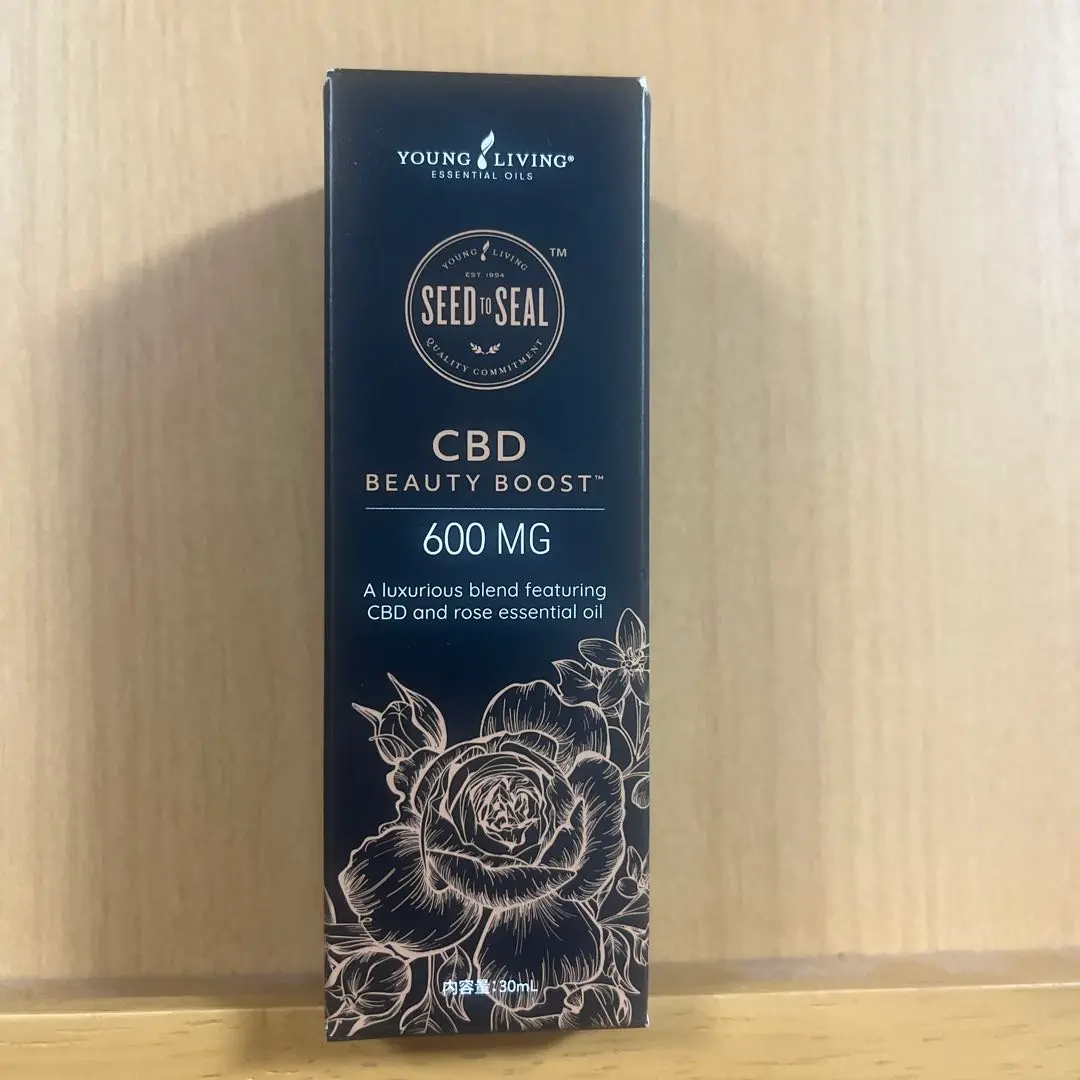 YOUNG LIVING®
ESSENTIAL OILS
YOUNG LIVING
TM
EST. 1994
SEED TO SEAL
QUALITY COMMITMENT
CBD
BEAUTY BOOST™
600 MG
A luxurious blend featuring
CBD and rose essential oil
内容量:30mL